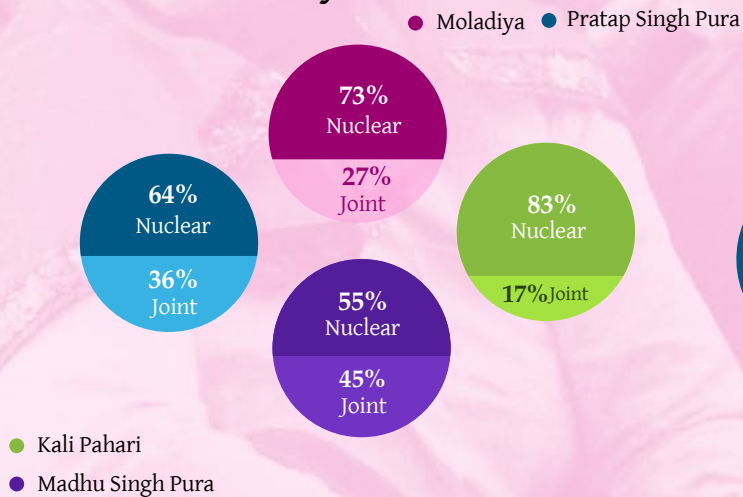 Moladiya Pratap Singh Pura
73%
Nuclear
27%
Joint
64%
Nuclear
36%
Joint
83%
Nuclear
17%Joint
55%
Nuclear
45%
Joint
Kali Pahari
Madhu Singh Pura